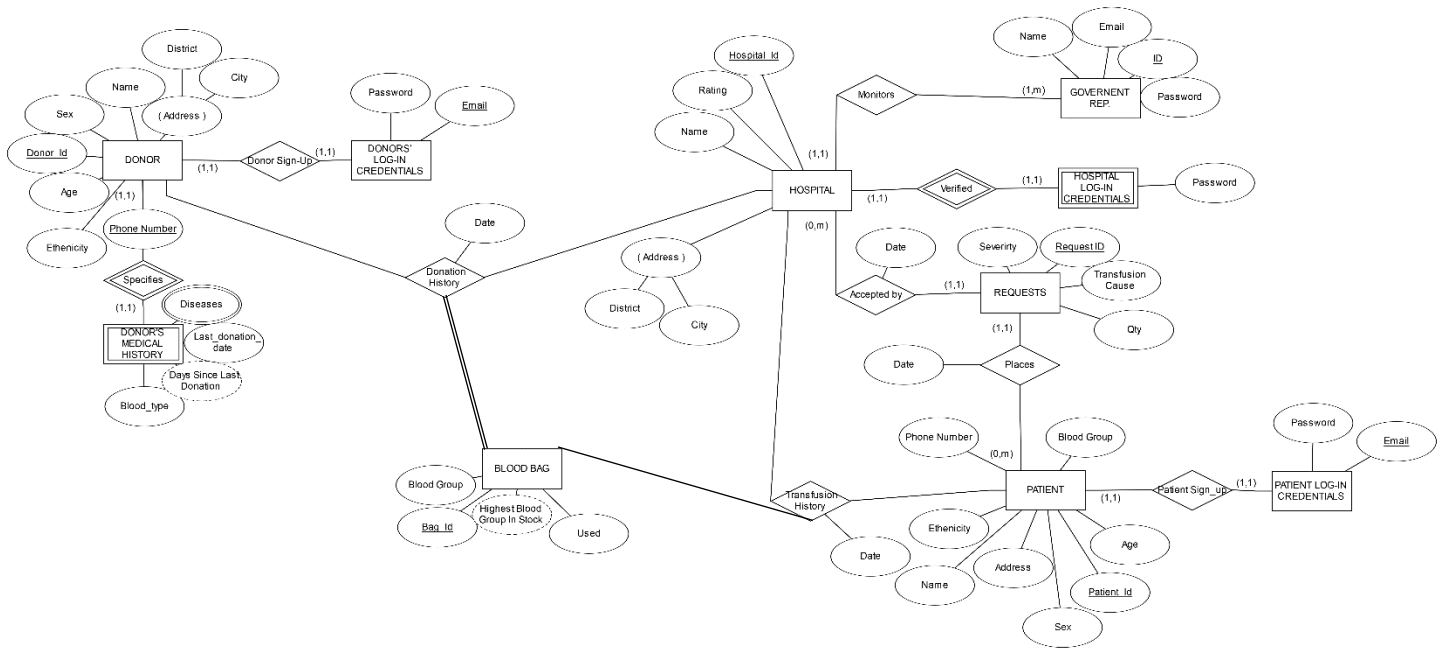 District
City
Name
( Address )
Sex
Donor_Id
DONOR
Age
Ethenicity
(1,1)
Phone Number
Specifies
(1,1)
Diseases
DONOR'S
MEDICAL
HISTORY
Last_donation_
date
Days Since Last
Donation
Blood_type
(1,1)
Donor Sign-Up
(1,1)
Password
Email
DONORS'
LOG-IN
CREDENTIALS
Date
Donation
History
BLOOD BAG
Blood Group
Bag_Id
Highest Blood
Group In Stock
Used
Hospital_Id
Rating
Name
HOSPITAL
( Address )
District
City
(1,1)
Monitors
(1,m)
Name
Email
ID
Password
GOVERNENT
REP.
(1,1)
Verified
(1,1)
HOSPITAL
LOG-IN
CREDENTIALS
Password
(0,m)
Date
Accepted by
(1,1)
Severirty
Request ID
Transfusion
Cause
Qty
REQUESTS
(1,1)
Date
Places
(0,m)
Phone Number
Blood Group
PATIENT
Transfusion
History
Date
Ethenicity
Name
Address
Sex
Patient_Id
Age
(1,1)
Patient Sign_up
(1,1)
Password
Email
PATIENT LOG-IN
CREDENTIALS